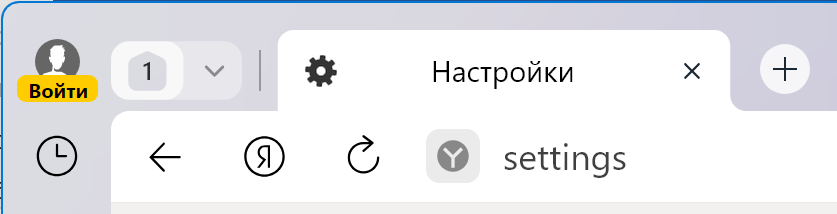 1
Настройки
Войти
Я
settings